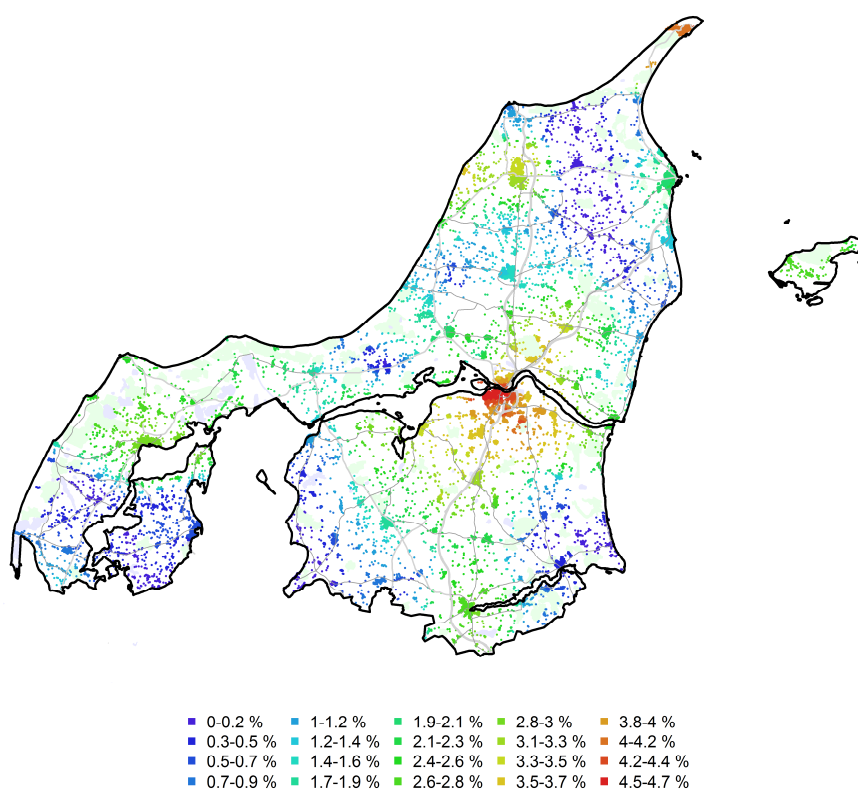 0-0.2 % 1-1.2 % 1.9-2.1 % 2.8-3 % 3.8-4 %
0.3-0.5 % 1.2-1.4 % 2.1-2.3 % 3.1-3.3 % 4-4.2 %
0.5-0.7 % 1.4-1.6 % 2.4-2.6 % 3.3-3.5 % 4.2-4.4 %
0.7-0.9 % 1.7-1.9 % 2.6-2.8 % 3.5-3.7 % 4.5-4.7 %